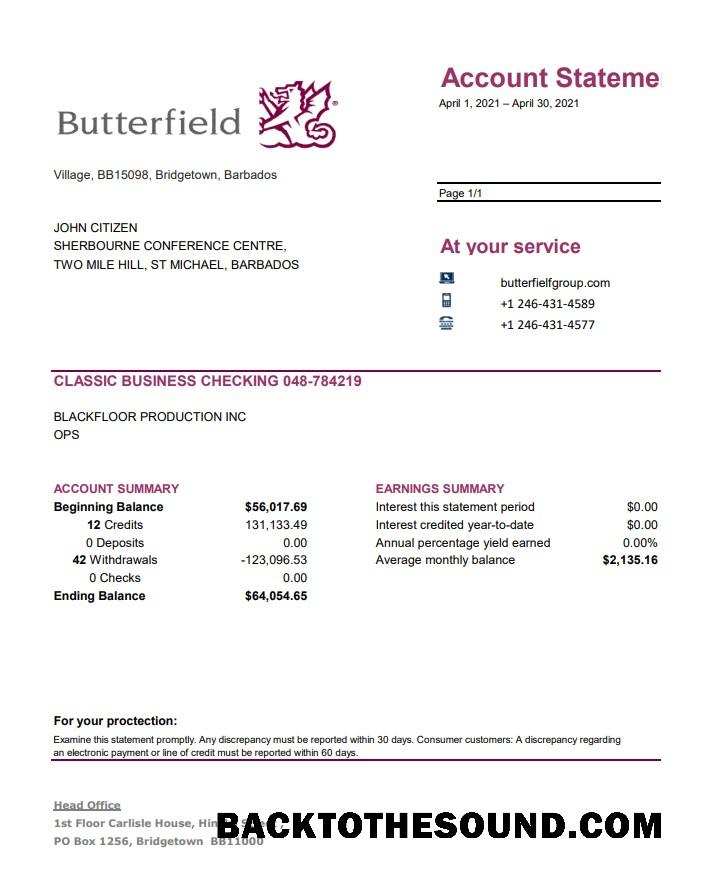 Account Stateme
April 1, 2021 – April 30, 2021
Butterfield ®
Village, BB15098, Bridgetown, Barbados
Page 1/1
JOHN CITIZEN
SHERBOURNE CONFERENCE CENTRE,
TWO MILE HILL, ST MICHAEL, BARBADOS
At your service
butterfielfgroup.com
+1 246-431-4589
+1 246-431-4577
CLASSIC BUSINESS CHECKING 048-784219
BLACKFLOOR PRODUCTION INC
OPS
ACCOUNT SUMMARY
Beginning Balance $56,017.69
12 Credits 131,133.49
0 Deposits 0.00
42 Withdrawals -123,096.53
0 Checks 0.00
Ending Balance $64,054.65
EARNINGS SUMMARY
Interest this statement period $0.00
Interest credited year-to-date $0.00
Annual percentage yield earned 0.00%
Average monthly balance $2,135.16
For your proctection:
Examine this statement promptly. Any discrepancy must be reported within 30 days. Consumer customers: A discrepancy regarding
an electronic payment or line of credit must be reported within 60 days.
Head Office
1st Floor Carlisle House,
PO Box 1256, Bridgetown BB11000
BACKTOTHESOUND.COM